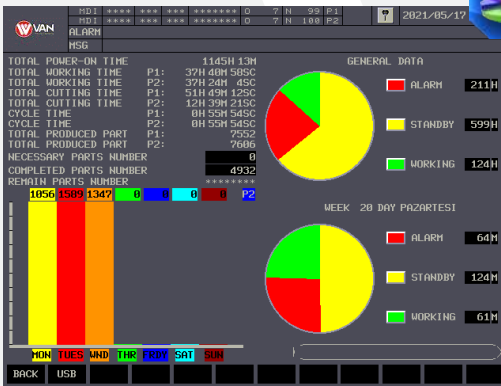 MDI **** *** *** ******* O 7 N 99 P1
MDI **** *** *** ******* O 7 N 100 P2
2021/05/17
VAN
ALARM
MSG
TOTAL POWER-ON TIME 1145H 13M
TOTAL WORKING TIME P1: 37H 40M 58SC
TOTAL WORKING TIME P2: 37H 24M 4SC
TOTAL CUTTING TIME P1: 51H 49M 12SC
TOTAL CUTTING TIME P2: 12H 39M 21SC
CYCLE TIME P1: 0H 55M 54SC
CYCLE TIME P2: 0H 55M 54SC
TOTAL PRODUCED PART P1: 7552
TOTAL PRODUCED PART P2: 7606
NECESSARY PARTS NUMBER 0
COMPLETED PARTS NUMBER 4932
REMAIN PARTS NUMBER ********
1056 1589 1347 0 0 0 0 P2
MON TUES WND THR FRDY SAT SUN
GENERAL DATA
ALARM 211H
STANDBY 599H
WORKING 124H
WEEK 20 DAY PAZARTESI
ALARM 64M
STANDBY 124M
WORKING 61M
BACK USB